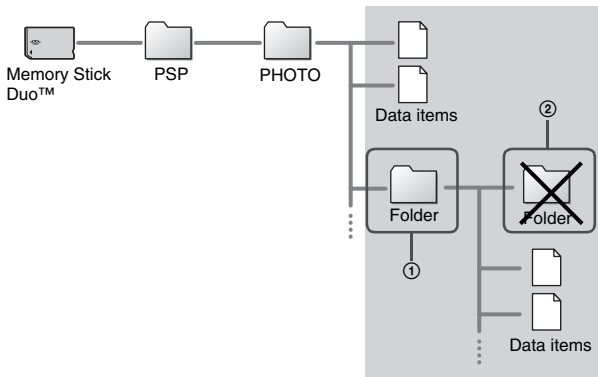 Memory Stick
Duo™
PSP
PHOTO
Data items
②
Folder
Folder
①
Data items